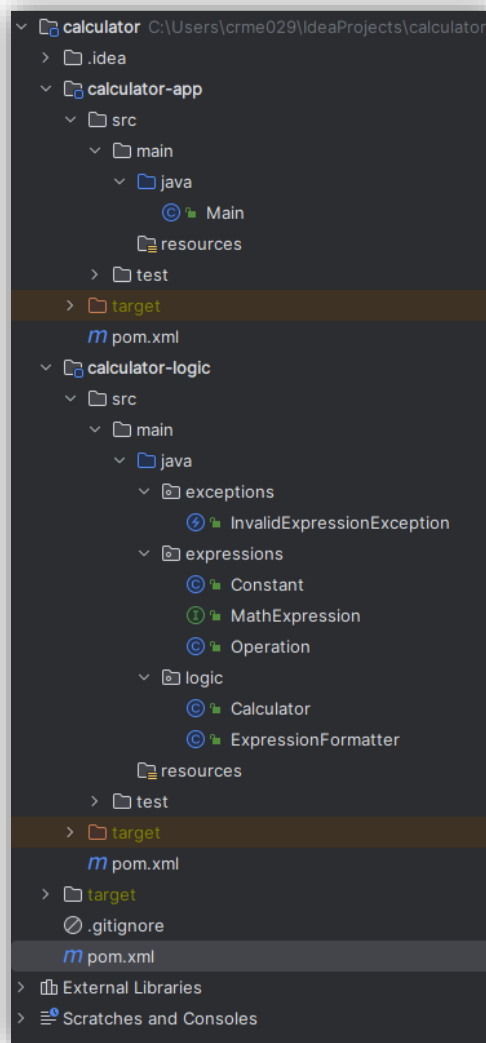 calculator C:\Users\crme029\IdeaProjects\calculator
.idea
calculator-app
src
main
java
Main
resources
test
target
pom.xml
calculator-logic
src
main
java
exceptions
InvalidExpressionException
expressions
Constant
MathExpression
Operation
logic
Calculator
ExpressionFormatter
resources
test
target
pom.xml
target
.gitignore
pom.xml
External Libraries
Scratches and Consoles